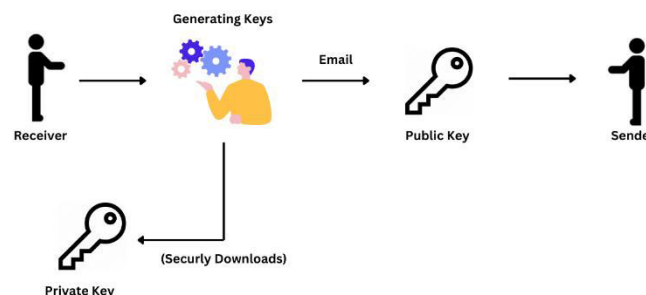 Generating Keys
Email
Receiver
Public Key
Sende
(Securly Downloads)
Private Key